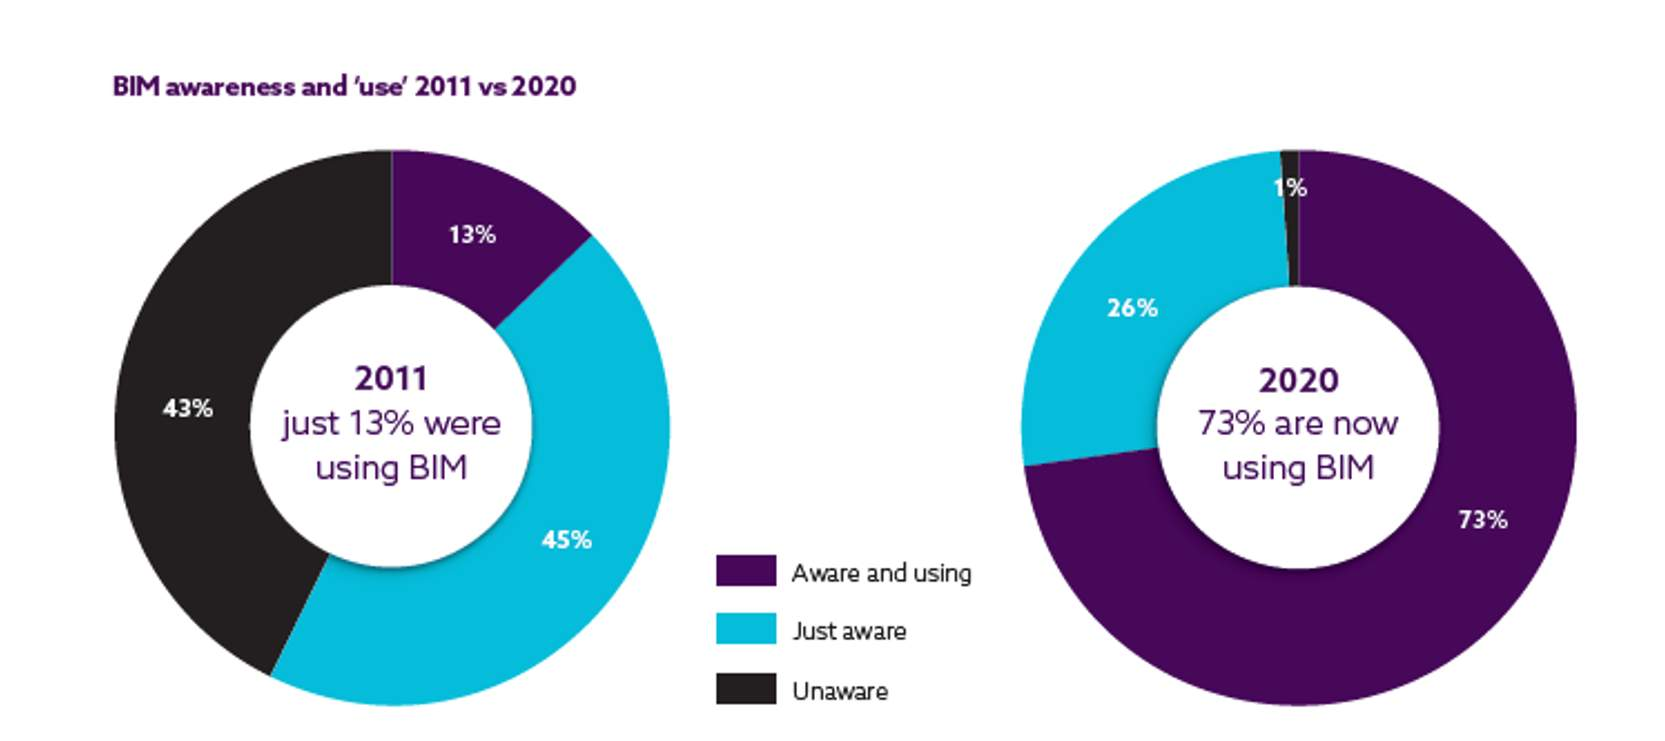 BIM awareness and ‘use’ 2011 vs 2020
13%
43%
45%
2011
just 13% were
using BIM
1%
26%
73%
2020
73% are now
using BIM
Aware and using
Just aware
Unaware